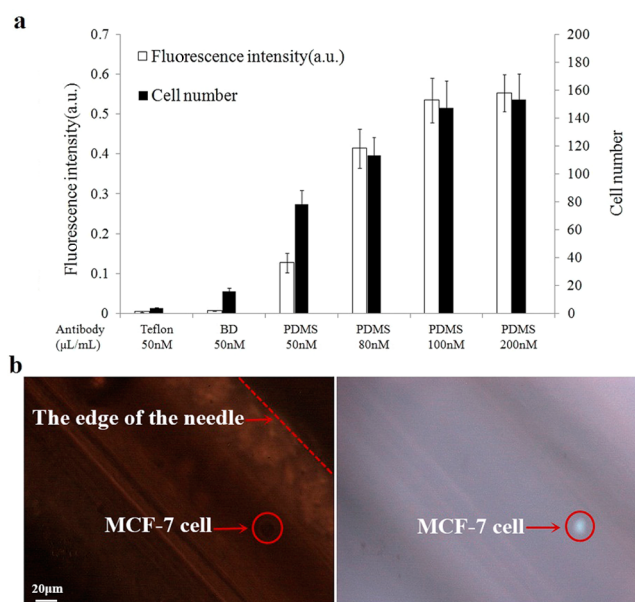 a
Fluorescence intensity(a.u.)
0.7
0.6
0.5
0.4
0.3
0.2
0.1
0
Fluorescence intensity(a.u.)
Cell number
200
180
160
140
120
100
80
60
40
20
0
Cell number
Antibody
(μL/mL)
Teflon
50nM
BD
50nM
PDMS
50nM
PDMS
80nM
PDMS
100nM
PDMS
200nM
b
The edge of the needle
MCF-7 cell
20μm
MCF-7 cell